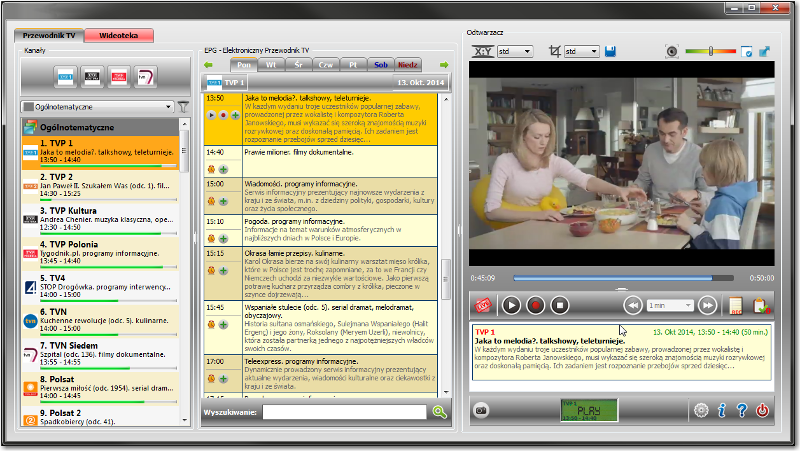 Przewodnik TV
Wideoteka
Kanały
Ogólnotematyczne
Ogólnotematyczne
1. TVP 1
Jaka to melodia?. talkshowy, teleturnieje.
13:50 - 14:40
2. TVP 2
Jan Paweł II. Szukałem Was (odc. 1). fil...
14:30 - 15:25
3. TVP Kultura
Andrea Chenier. muzyka klasyczna, ope...
12:30 - 14:50
4. TVP Polonia
Tygodnik.pl. programy informacyjne.
13:45 - 14:35
5. TV4
STOP Drogówka. programy interwency...
14:00 - 15:00
6. TVN
Kuchenne rewolucje (odc. 5). kulinarne.
14:00 - 15:00
7. TVN Siedem
Szpital (odc. 136). filmy dokumentalne.
13:55 - 14:55
8. Polsat
Pierwsza miłość (odc. 1954). serial dram...
14:00 - 14:45
9. Polsat 2
Spadkobiercy (odc. 41).
EPG - Elektroniczny Przewodnik TV
Pon Wt Śr Czw Pt Sob Niedz
TVP 1 13. Okt. 2014
13:50 Jaka to melodia?. talkshowy, teleturnieje.
W każdym wydaniu troje uczestników popularnej zabawy,
prowadzonej przez wokalistę i kompozytora Roberta
Janowskiego, musi wykazać się szeroką znajomością muzyki
rozrywkowej oraz doskonałą pamięcią. Ich zadaniem jest
rozpoznanie przebojów sprzed dziesięc...
14:40 Prawie milioner. filmy dokumentalne.
15:00 Wiadomości. programy informacyjne.
Serwis informacyjny prezentujący najnowsze wydarzenia z
kraju i ze świata, m.in. z dziedziny polityki, gospodarki, kultury
oraz życia społecznego.
15:10 Pogoda. programy informacyjne.
Informacje na temat warunków atmosferycznych w
najbliższych dniach w Polsce i Europie.
15:15 Okrasa łamie przepisy. kulinarne.
Karol Okrasa bierze na swój kulinarny warsztat mięso królika,
które w Polsce jest trochę zapomniane, za to we Francji czy
Niemczech uchodzi za niezwykle wartościowe. Jako pierwszą
potrawę kucharz przyrządza combry z królika, pieczone w
szynce dojrzewają...
15:45 Wspaniałe stulecie (odc. 5). serial dramat, melodramat,
obyczajowy.
Historia sułtana osmańskiego, Sulejmana Wspaniałego (Halit
Ergenç) i jego żony, Roksolany (Meryem Uzerli), niewolnicy,
która została partnerką jednego z najpotężniejszych władców
swoich czasów.
17:00 Teleexpress. programy informacyjne.
Dynamicznie prowadzony serwis informacyjny prezentujący
aktualne wydarzenia, wiadomości kulturalne oraz ciekawostki z
kraju i ze świata.
Wyszukiwanie:
Odtwarzacz
X:Y std std
0:45:09 0:50:00
1 min
TVP 1 13. Okt 2014, 13:50 - 14:40 (50 min.)
Jaka to melodia?. talkshowy, teleturnieje.
W każdym wydaniu troje uczestników popularnej zabawy, prowadzonej przez wokalistę i
kompozytora Roberta Janowskiego, musi wykazać się szeroką znajomością muzyki rozrywkowej
oraz doskonałą pamięcią. Ich zadaniem jest rozpoznanie przebojów sprzed dziesięc...
TVP 1
PLAY
13:50 - 14:40